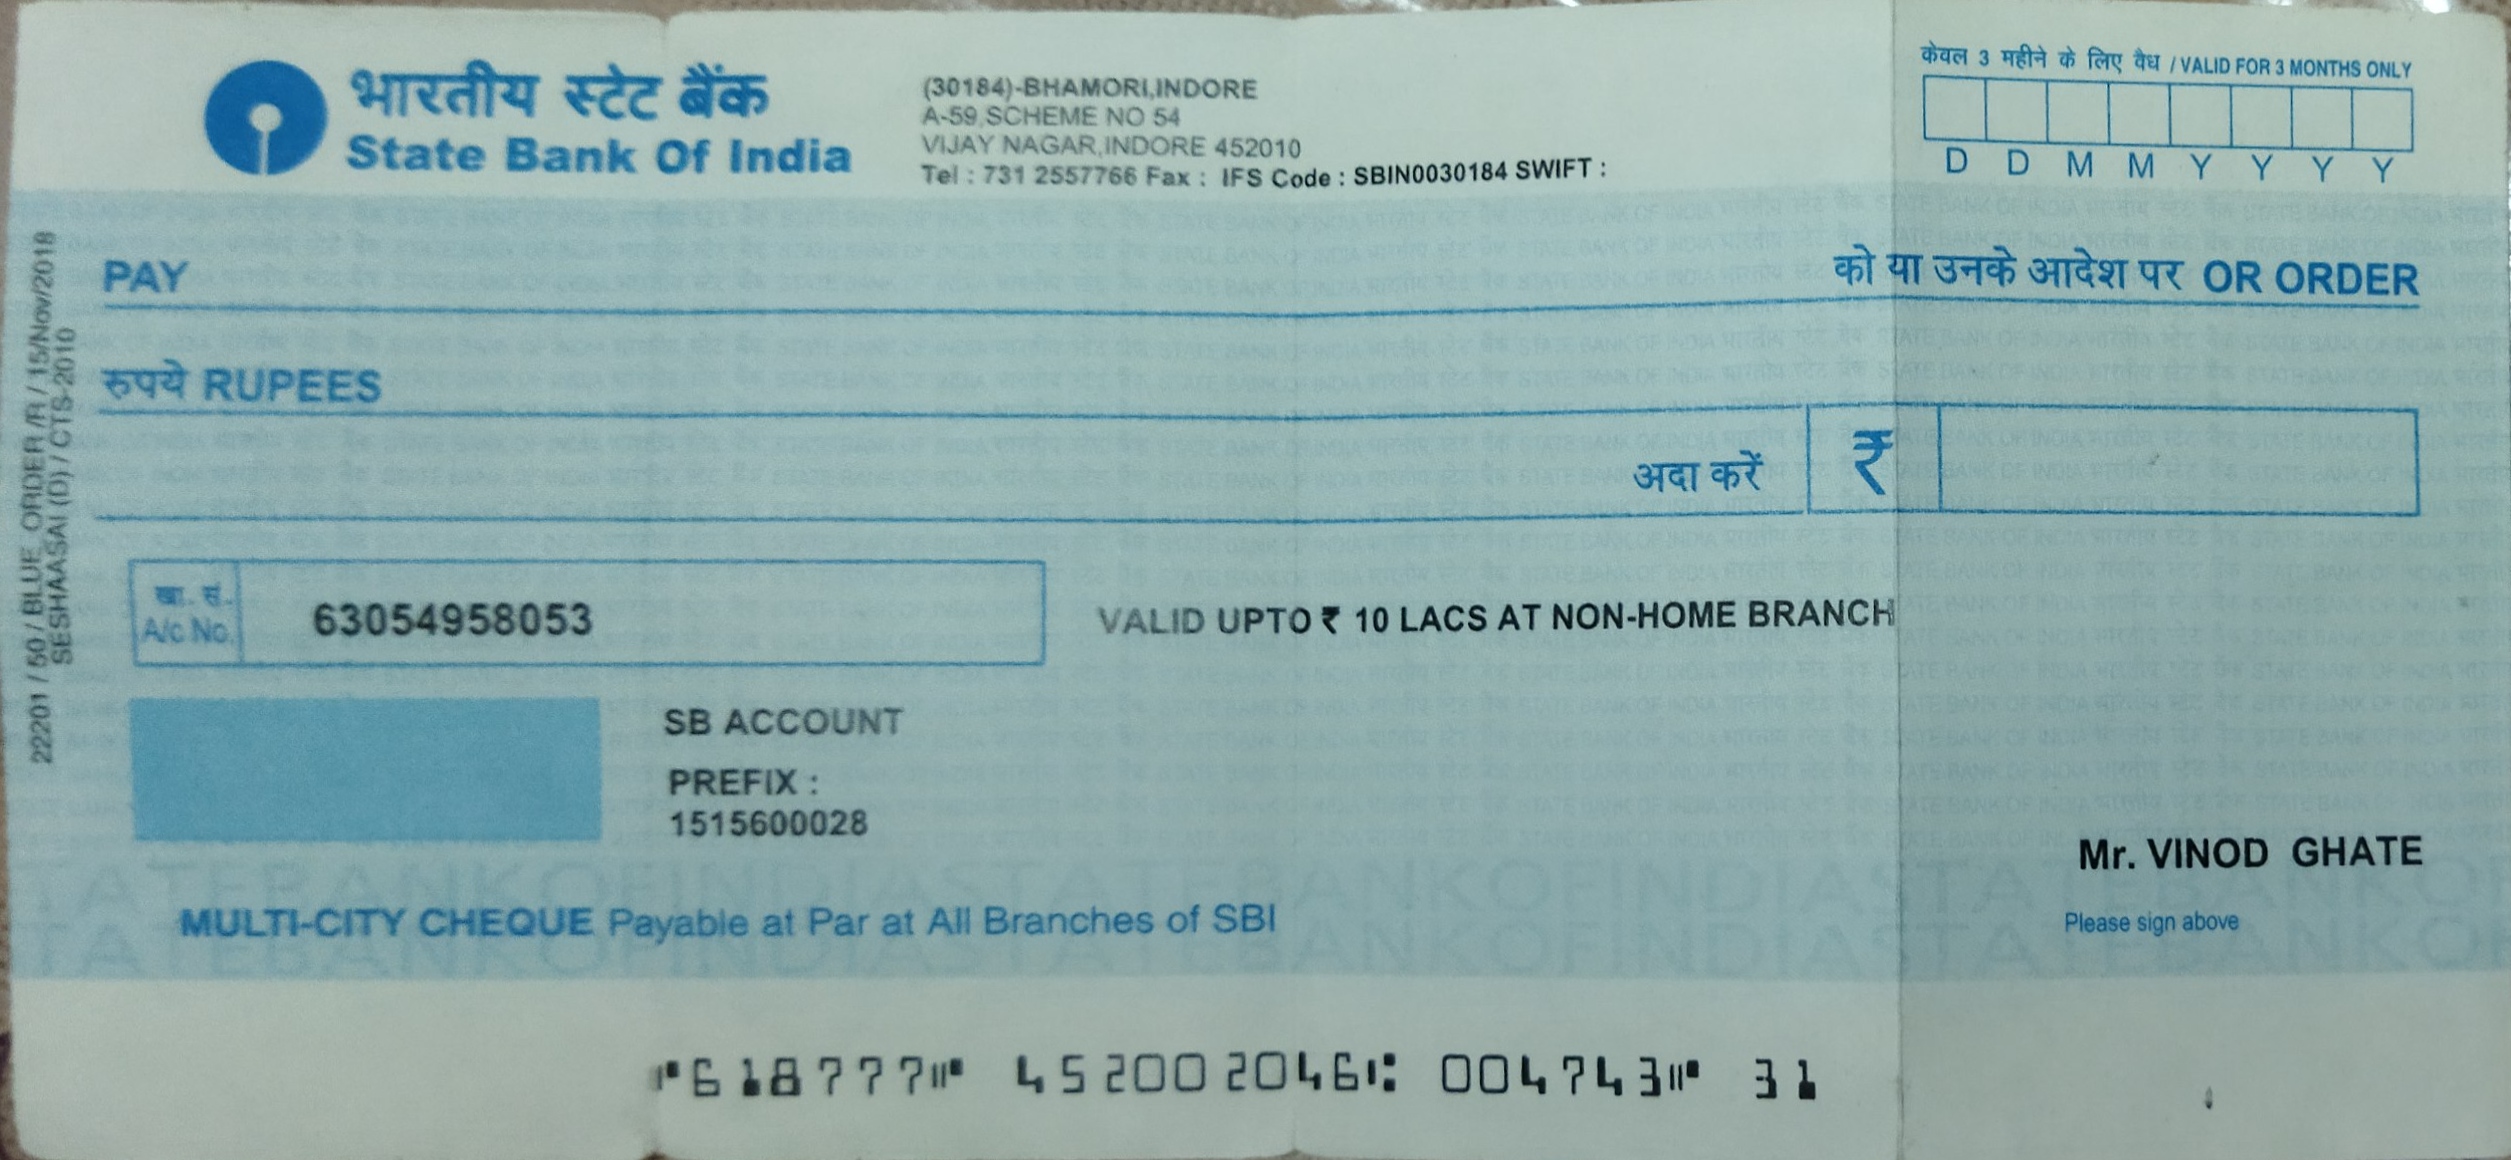 भारतीय स्टेट बैंक
State Bank Of India
(30184)-BHAMORI,INDORE
A-59,SCHEME NO 54
VIJAY NAGAR,INDORE 452010
Tel : 731 2557766 Fax : IFS Code : SBIN0030184 SWIFT :
केवल 3 महीने के लिए वैध / VALID FOR 3 MONTHS ONLY
D D M M Y Y Y Y
PAY
को या उनके आदेश पर OR ORDER
रुपये RUPEES
अदा करें ₹
खा. सं.
A/c No.
63054958053
VALID UPTO ₹ 10 LACS AT NON-HOME BRANCH
SB ACCOUNT
PREFIX :
1515600028
Mr. VINOD GHATE
Please sign above
STATEBANKOFINDIASTATEBANKOFINDIASTATEBANKOF
MULTI-CITY CHEQUE Payable at Par at All Branches of SBI
⑈618777⑈ 452002046⑆ 004743⑈ 31
22201 / 50 / BLUE_ORDER /R / 15/Nov/2018
SESHAASAI (D) / CTS-2010